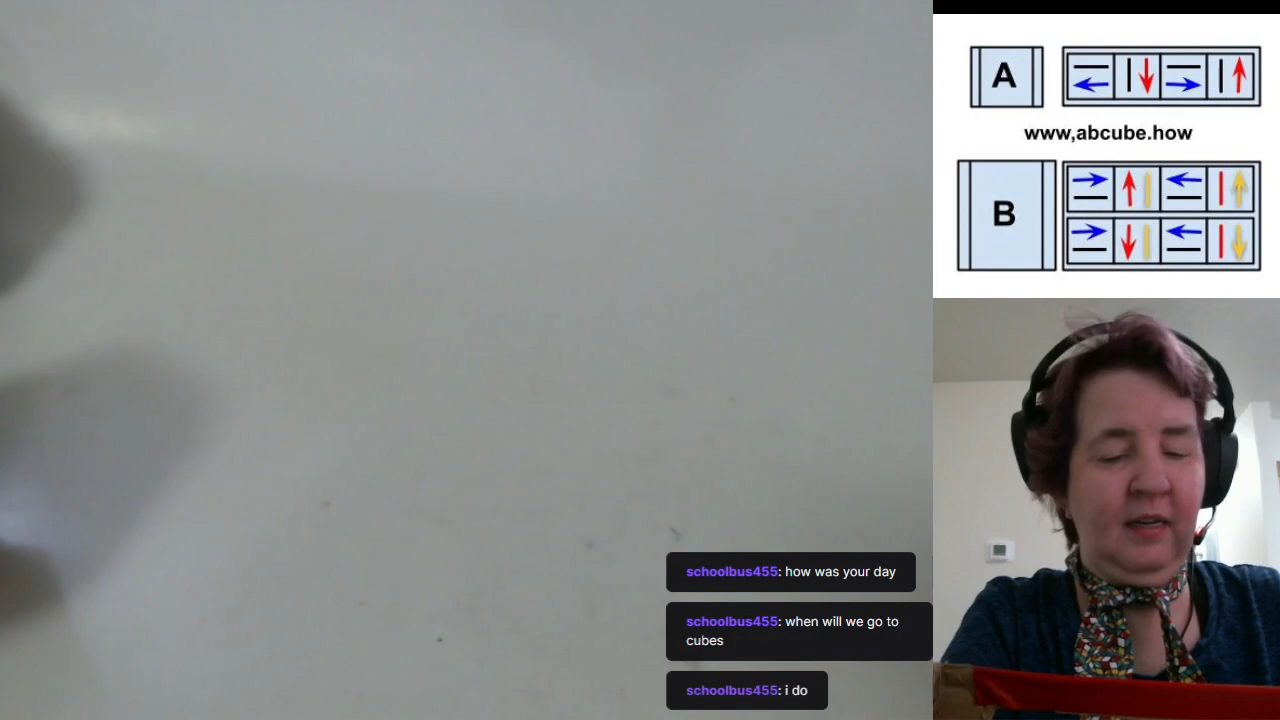 A
www,abcube.how
B
schoolbus455: how was your day
schoolbus455: when will we go to
cubes
schoolbus455: i do